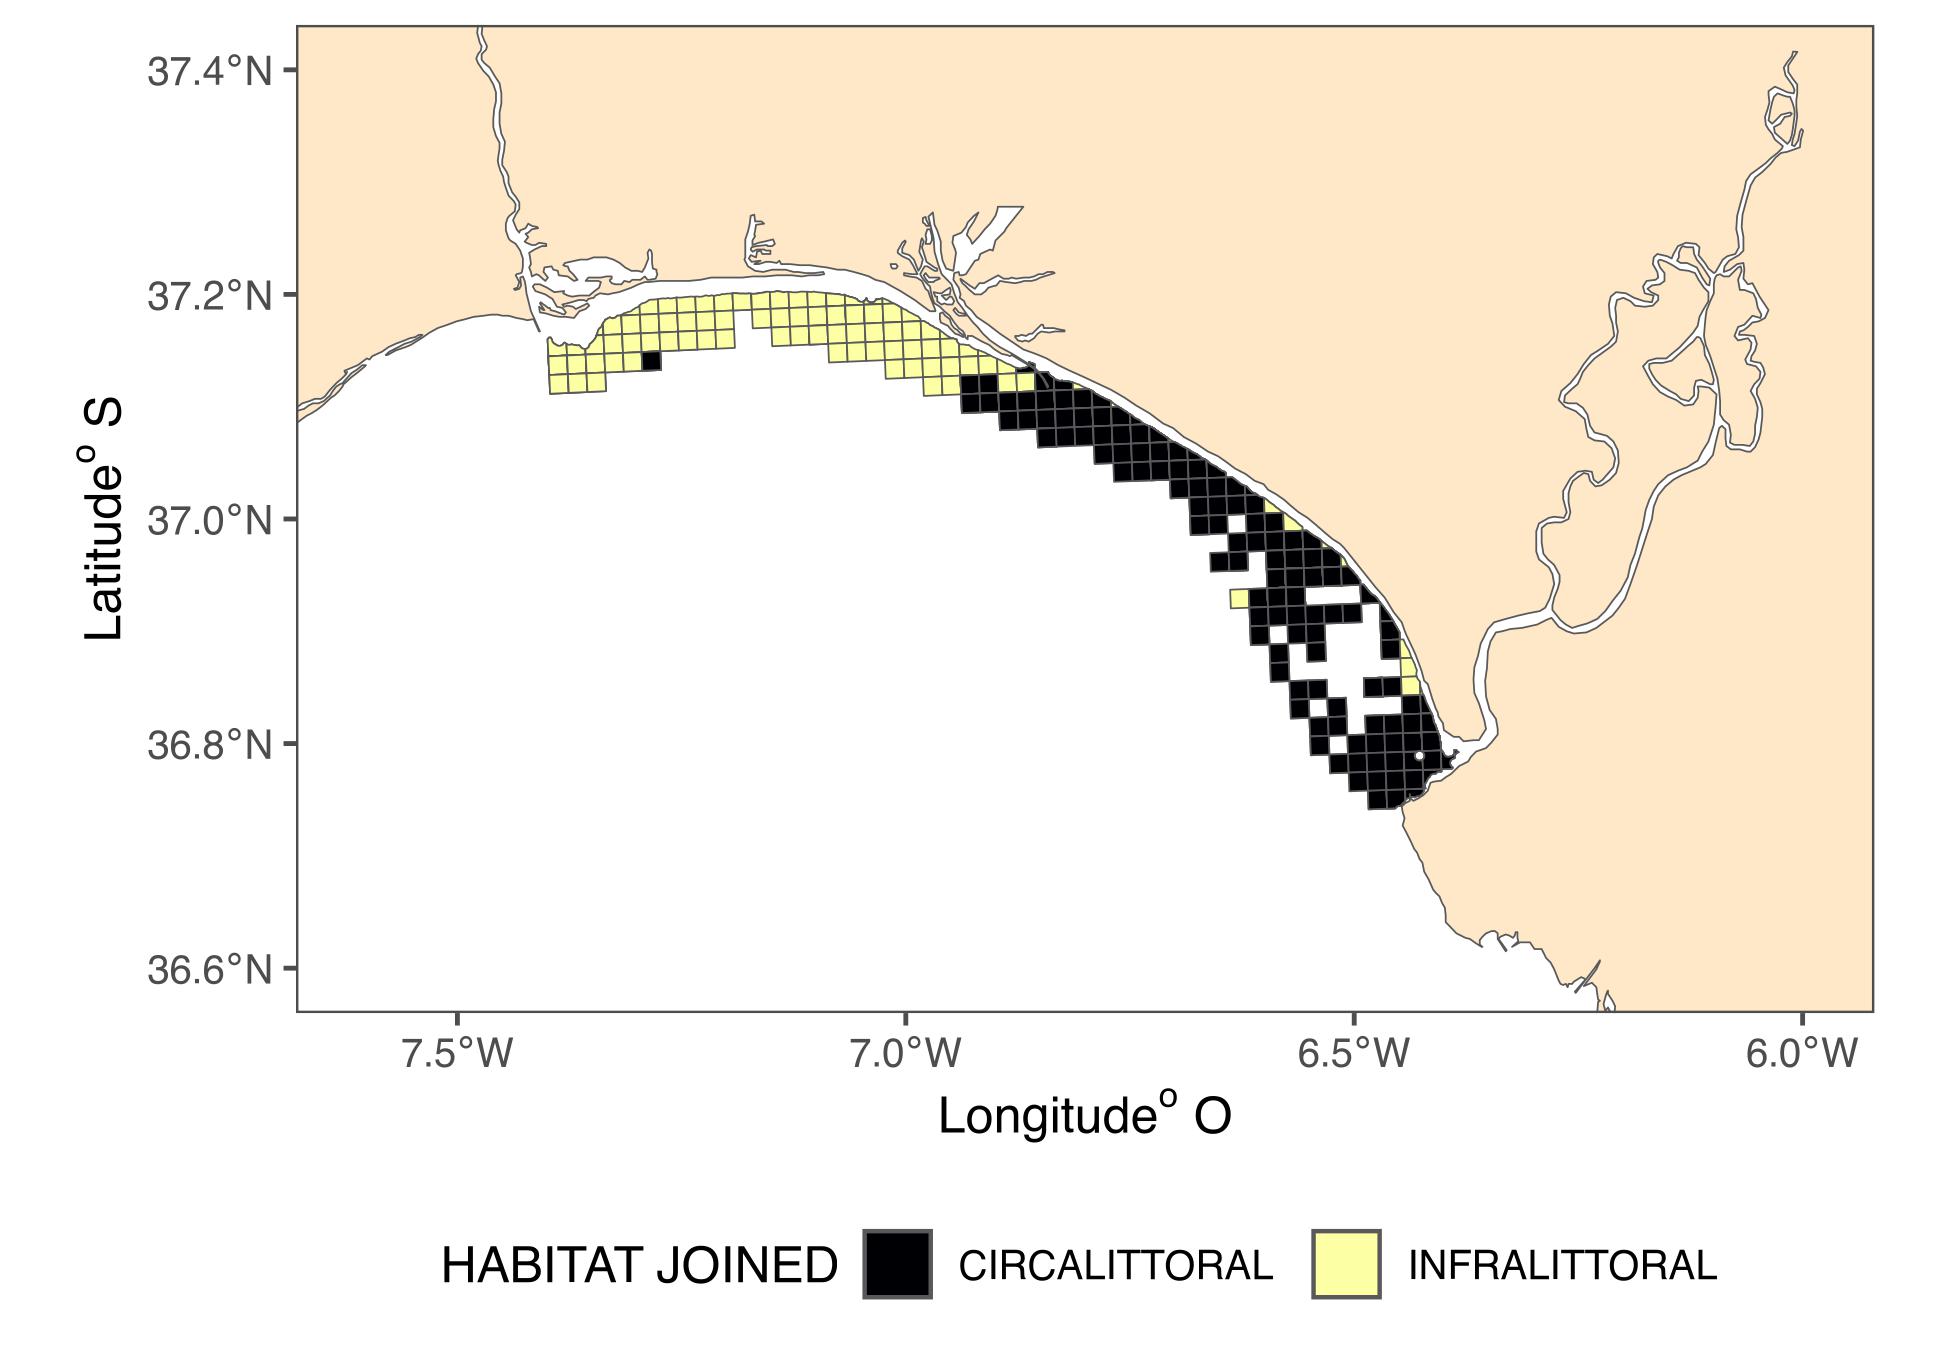 37.4°N
37.2°N
37.0°N
36.8°N
36.6°N
Latitude° S
7.5°W
7.0°W
6.5°W
6.0°W
Longitude° O
HABITAT JOINED CIRCALITTORAL INFRALITTORAL